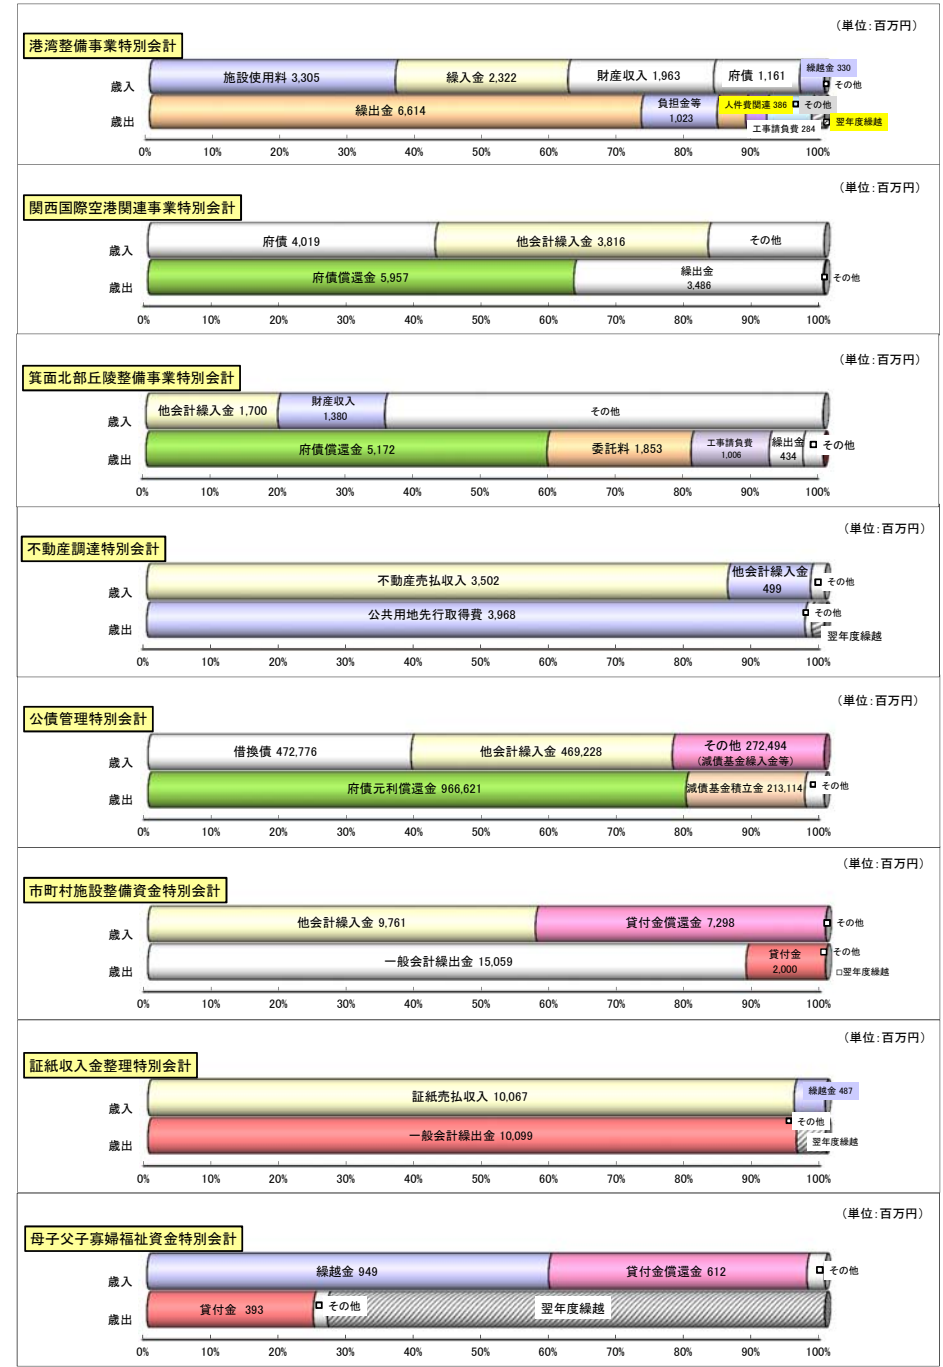 (単位:百万円)
港湾整備事業特別会計
歳入
施設使用料 3,305
繰入金 2,322
財産収入 1,963
府債 1,161
繰越金 330
その他
歳出
繰出金 6,614
負担金等
1,023
人件費関連 386
その他
工事請負費 284
翌年度繰越
0% 10% 20% 30% 40% 50% 60% 70% 80% 90% 100%
(単位:百万円)
関西国際空港関連事業特別会計
歳入
府債 4,019
他会計繰入金 3,816
その他
歳出
府債償還金 5,957
繰出金
3,486
その他
0% 10% 20% 30% 40% 50% 60% 70% 80% 90% 100%
(単位:百万円)
箕面北部丘陵整備事業特別会計
歳入
他会計繰入金 1,700
財産収入
1,380
その他
歳出
府債償還金 5,172
委託料 1,853
工事請負費
1,006
繰出金
434
その他
0% 10% 20% 30% 40% 50% 60% 70% 80% 90% 100%
(単位:百万円)
不動産調達特別会計
歳入
不動産売払収入 3,502
他会計繰入金
499
その他
歳出
公共用地先行取得費 3,968
その他
翌年度繰越
0% 10% 20% 30% 40% 50% 60% 70% 80% 90% 100%
(単位:百万円)
公債管理特別会計
歳入
借換債 472,776
他会計繰入金 469,228
その他 272,494
(減債基金繰入金等)
歳出
府債元利償還金 966,621
減債基金積立金 213,114
その他
0% 10% 20% 30% 40% 50% 60% 70% 80% 90% 100%
(単位:百万円)
市町村施設整備資金特別会計
歳入
他会計繰入金 9,761
貸付金償還金 7,298
その他
歳出
一般会計繰出金 15,059
貸付金
2,000
その他
□翌年度繰越
0% 10% 20% 30% 40% 50% 60% 70% 80% 90% 100%
(単位:百万円)
証紙収入金整理特別会計
歳入
証紙売払収入 10,067
繰越金 487
歳出
一般会計繰出金 10,099
その他
翌年度繰越
0% 10% 20% 30% 40% 50% 60% 70% 80% 90% 100%
(単位:百万円)
母子父子寡婦福祉資金特別会計
歳入
繰越金 949
貸付金償還金 612
その他
歳出
貸付金 393
その他
翌年度繰越
0% 10% 20% 30% 40% 50% 60% 70% 80% 90% 100%